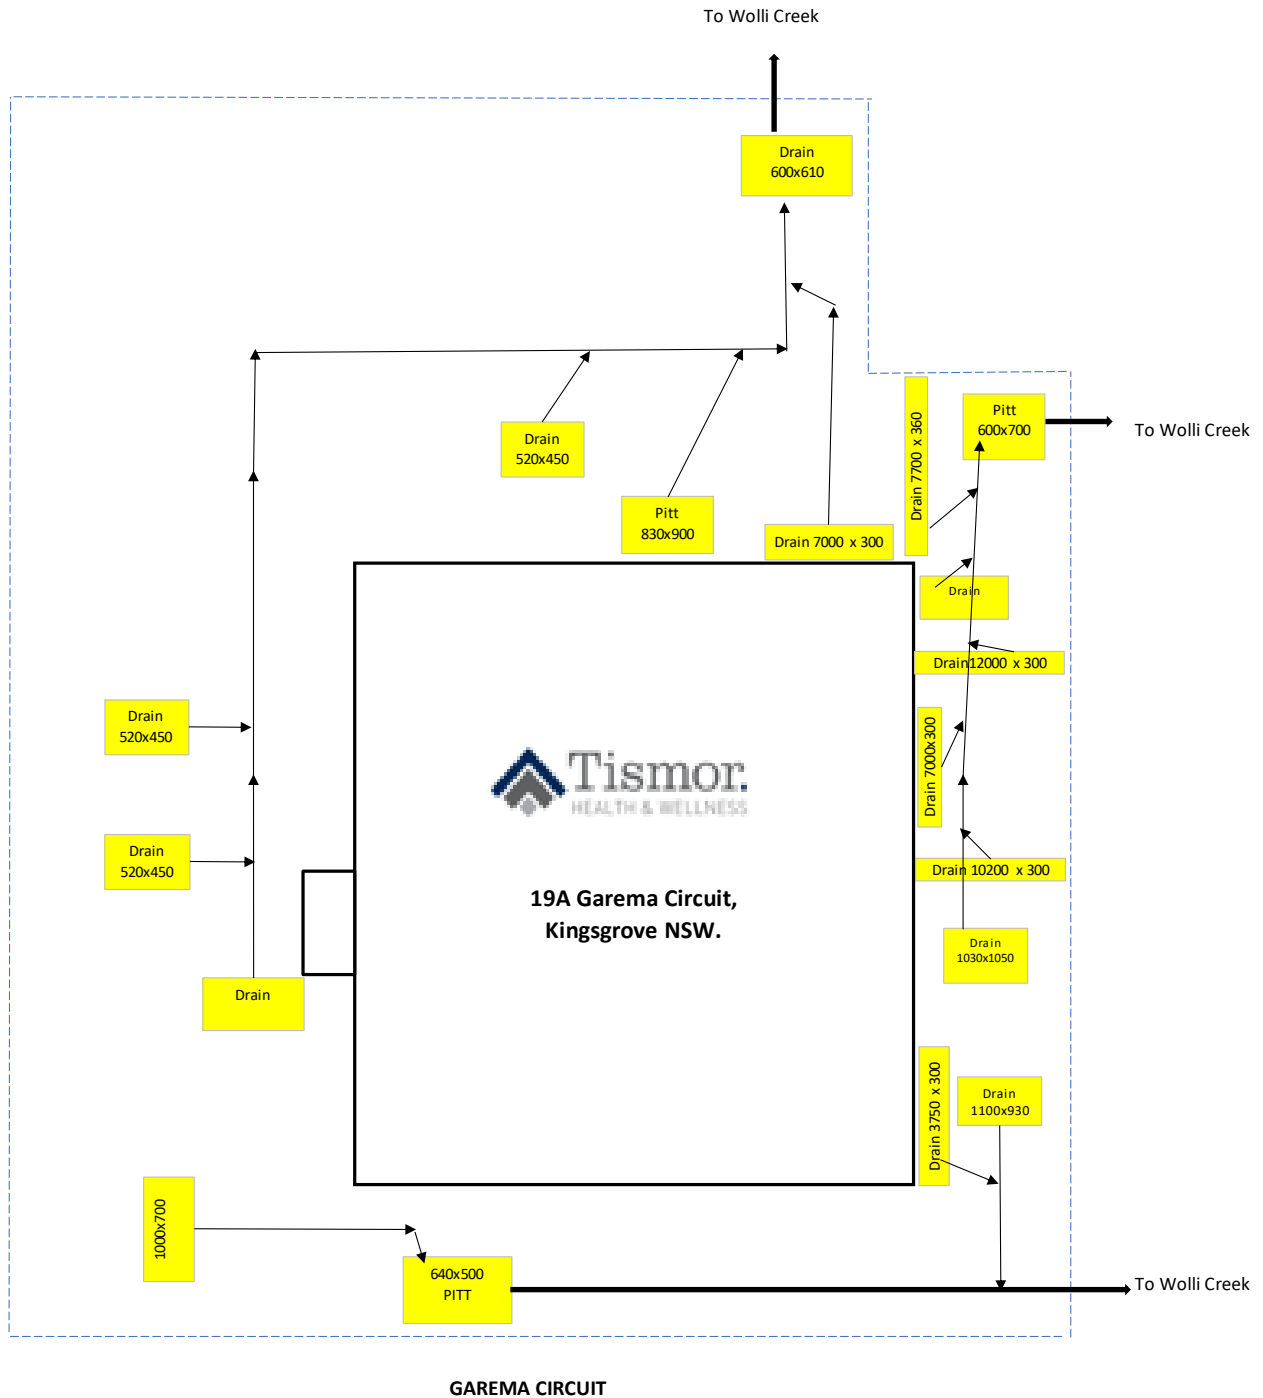 To Wolli Creek
Drain
600x610
Drain 7700 x 360
Pitt
600x700
To Wolli Creek
Drain
520x450
Pitt
830x900
Drain 7000 x 300
Drain
Drain12000 x 300
Drain 7000x300
Drain
520x450
Tismor.
HEALTH & WELLNESS
Drain
520x450
Drain 10200 x 300
19A Garema Circuit,
Kingsgrove NSW.
Drain
1030x1050
Drain
Drain 3750 x 300
Drain
1100x930
1000x700
640x500
PITT
To Wolli Creek
GAREMA CIRCUIT